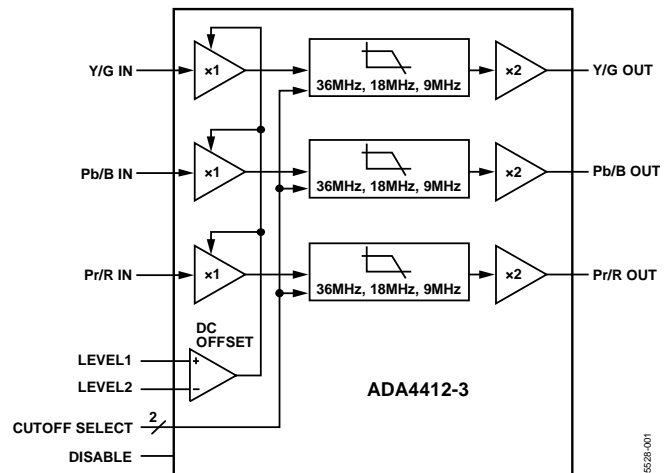 Y/G IN
×1
36MHz, 18MHz, 9MHz
×2
Y/G OUT
Pb/B IN
×1
36MHz, 18MHz, 9MHz
×2
Pb/B OUT
Pr/R IN
×1
36MHz, 18MHz, 9MHz
×2
Pr/R OUT
DC
OFFSET
LEVEL1
+
LEVEL2
−
ADA4412-3
CUTOFF SELECT
2
DISABLE
5528-001